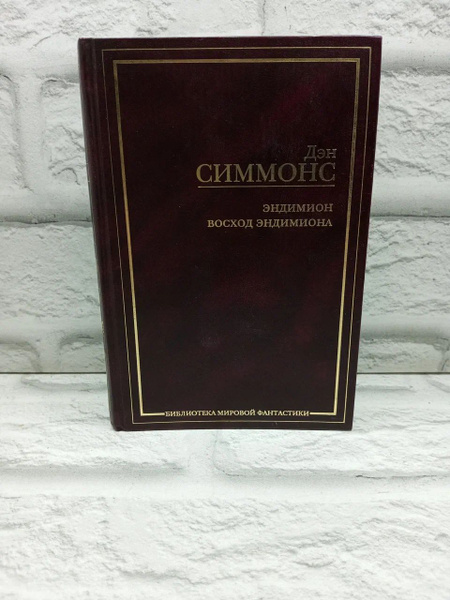 Дэн
СИММОНС
ЭНДИМИОН
ВОСХОД ЭНДИМИОНА
БИБЛИОТЕКА МИРОВОЙ ФАНТАСТИКИ